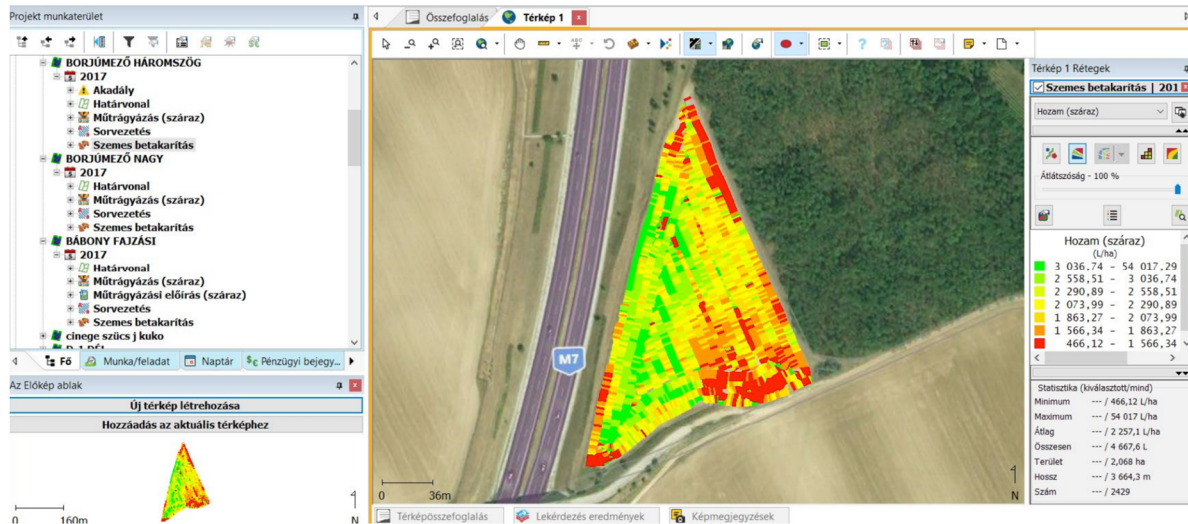 Projekt munkaterület
BORJÚMEZŐ HÁROMSZÖG
2017
Akadály
Határvonal
Műtrágyázás (száraz)
Sorvezetés
Szemes betakarítás
BORJÚMEZŐ NAGY
2017
Határvonal
Műtrágyázás (száraz)
Sorvezetés
Szemes betakarítás
BÁBONY FAJZÁSI
2017
Határvonal
Műtrágyázás (száraz)
Műtrágyázási előírás (száraz)
Sorvezetés
Szemes betakarítás
cinege szücs j kuko
Fő Munka/feladat Naptár Pénzügyi bejegy...
Az Előkép ablak
Új térkép létrehozása
Hozzáadás az aktuális térképhez
0 160m
N
Összefoglalás Térkép 1
M7
0 36m
N
Térképösszefoglalás Lekérdezés eredmények Képmegjegyzések
Térkép 1 Rétegek
Szemes betakarítás | 201
Hozam (száraz)
Átlátszóság - 100 %
Hozam (száraz)
(L/ha)
3 036,74 - 54 017,29
2 558,51 - 3 036,74
2 290,89 - 2 558,51
2 073,99 - 2 290,89
1 863,27 - 2 073,99
1 566,34 - 1 863,27
466,12 - 1 566,34
Statisztika (kiválasztott/mind)
Minimum --- / 466,12 L/ha
Maximum --- / 54 017 L/ha
Átlag --- / 2 257,1 L/ha
Összesen --- / 4 667,6 L
Terület --- / 2,068 ha
Hossz --- / 3 664,3 m
Szám --- / 2429